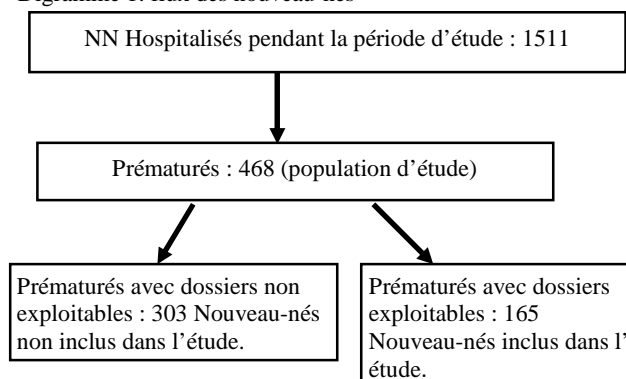 Digramme 1: flux des nouveau-nés
NN Hospitalisés pendant la période d’étude : 1511
Prématurés : 468 (population d’étude)
Prématurés avec dossiers non
exploitables : 303 Nouveau-nés
non inclus dans l’étude.
Prématurés avec dossiers
exploitables : 165
Nouveau-nés inclus dans l’
étude.